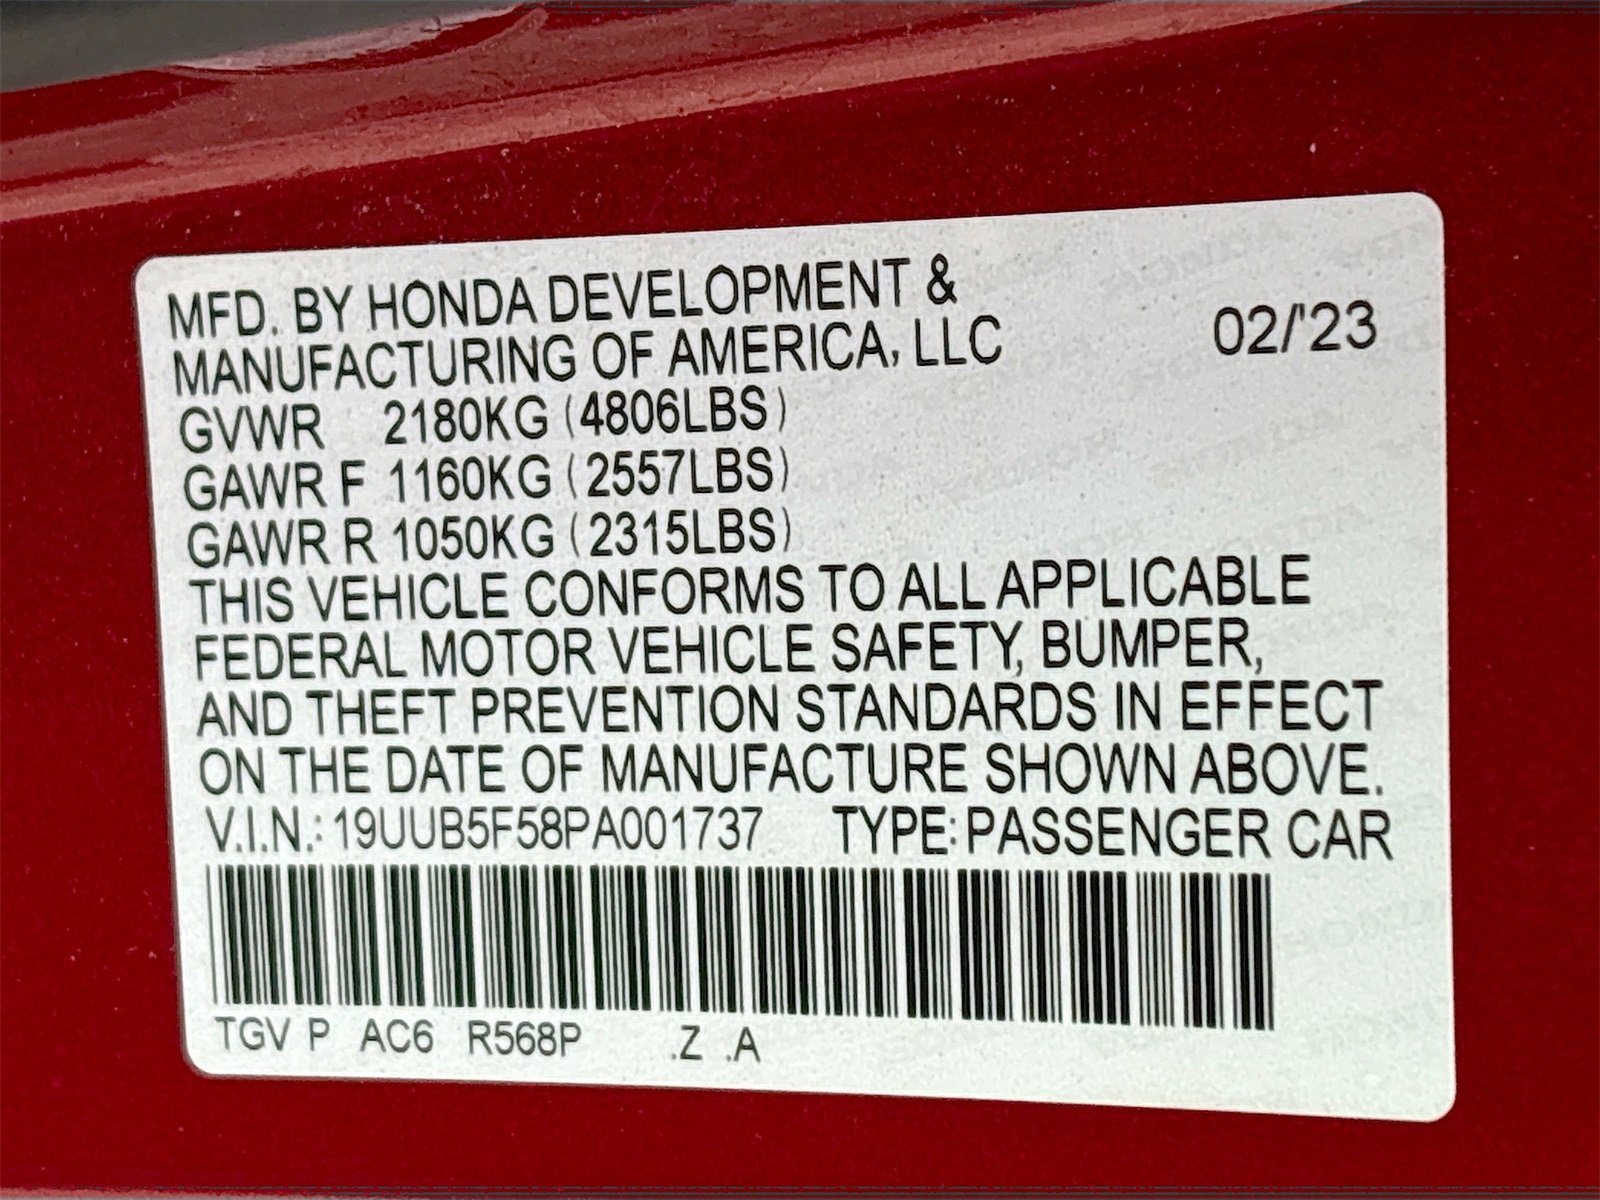 MFD. BY HONDA DEVELOPMENT &
MANUFACTURING OF AMERICA, LLC 02/'23
GVWR 2180KG (4806LBS)
GAWR F 1160KG (2557LBS)
GAWR R 1050KG (2315LBS)
THIS VEHICLE CONFORMS TO ALL APPLICABLE
FEDERAL MOTOR VEHICLE SAFETY, BUMPER,
AND THEFT PREVENTION STANDARDS IN EFFECT
ON THE DATE OF MANUFACTURE SHOWN ABOVE.
V.I.N.: 19UUB5F58PA001737 TYPE: PASSENGER CAR
TGV P AC6 R568P .Z .A